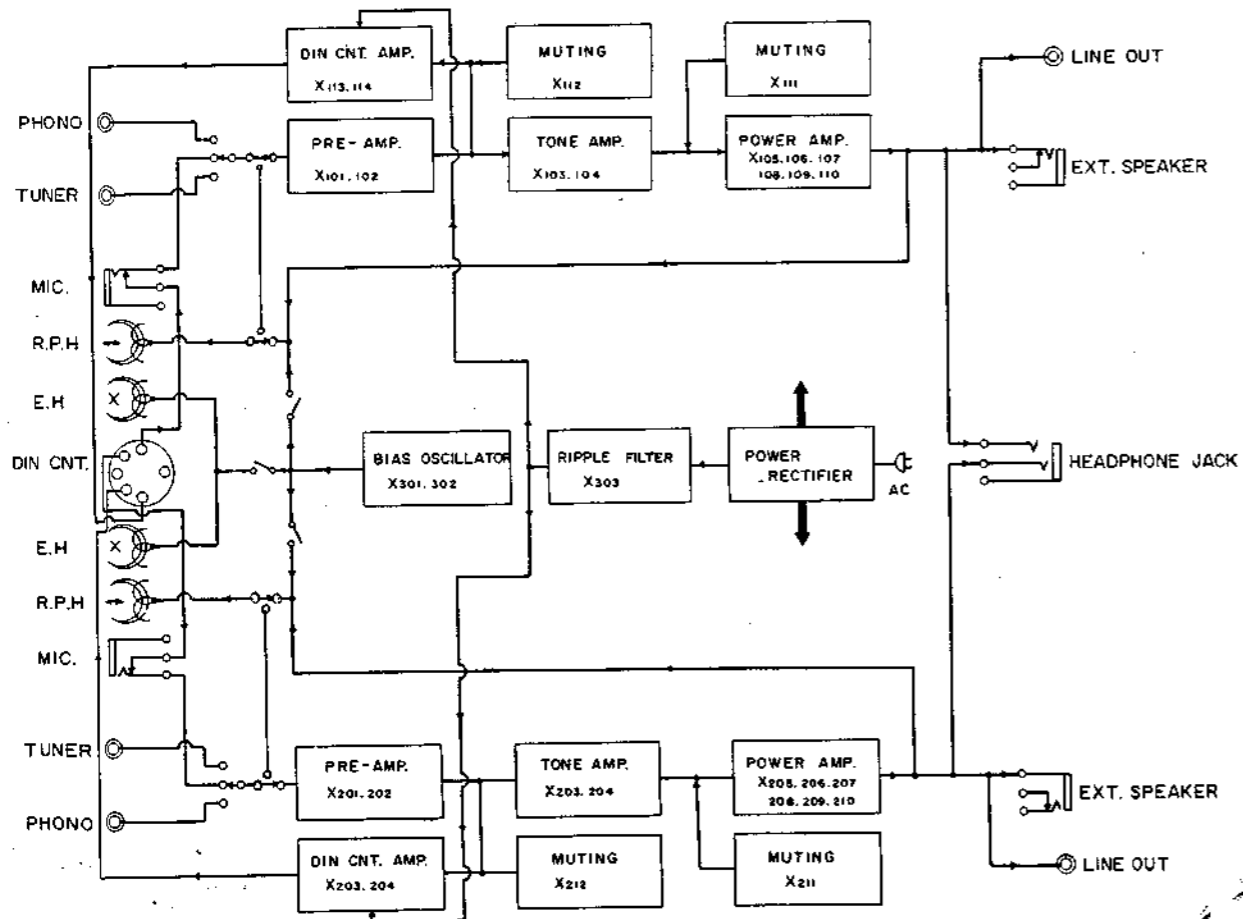 DIN CNT. AMP.
X113, 114
MUTING
X112
MUTING
X111
LINE OUT
PHONO
PRE-AMP.
X101, 102
TONE AMP.
X103, 104
POWER AMP.
X105, 106, 107
108, 109, 110
EXT. SPEAKER
TUNER
MIC.
R.P.H
E.H
DIN CNT.
BIAS OSCILLATOR
X301, 302
RIPPLE FILTER
X303
POWER
RECTIFIER
AC
HEADPHONE JACK
E.H
R.P.H
MIC.
TUNER
PRE-AMP.
X201, 202
TONE AMP.
X203, 204
POWER AMP.
X205, 206, 207
208, 209, 210
EXT. SPEAKER
PHONO
DIN CNT. AMP.
X203, 204
MUTING
X212
MUTING
X211
LINE OUT